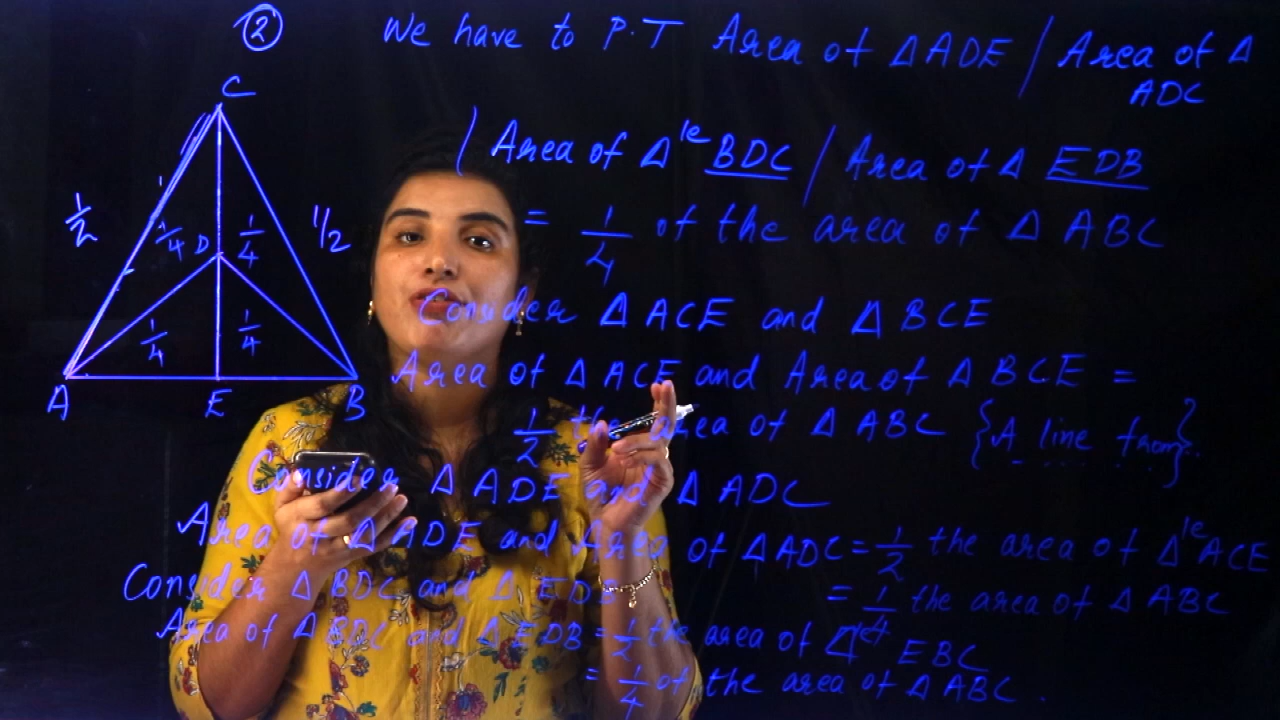 ②
We have to P.T Area of ∆ADE / Area of ∆
ADC
/ Area of ∆le BDC / Area of ∆ EDB
= 1/4 of the area of ∆ ABC
Consider ∆ ACE and ∆ BCE
Area of ∆ ACE and Area of ∆ BCE =
1/2 the area of ∆ ABC {A line from}
Consider ∆ ADE and ∆ ADC
Area of ∆ ADE and Area of ∆ ADC = 1/2 the area of ∆le ACE
= 1/4 the area of ∆ ABC
Consider ∆ BDC and ∆ EDB
Area of ∆ BDC and ∆ EDB = 1/2 the area of ∆ EBC
= 1/4 of the area of ∆ ABC.
C
1/2
1/4
D
1/4
1/2
1/4
1/4
A
E
B